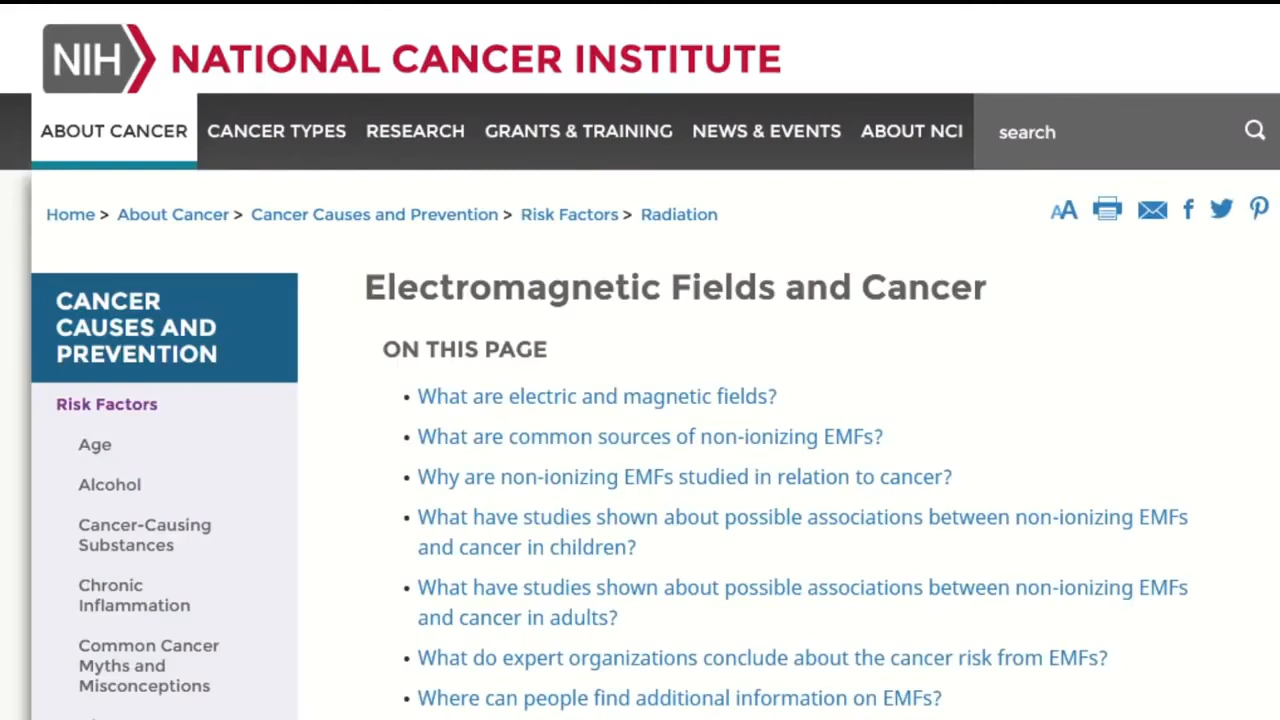 NIH NATIONAL CANCER INSTITUTE
ABOUT CANCER CANCER TYPES RESEARCH GRANTS & TRAINING NEWS & EVENTS ABOUT NCI search
Home > About Cancer > Cancer Causes and Prevention > Risk Factors > Radiation
AA
CANCER
CAUSES AND
PREVENTION
Risk Factors
Age
Alcohol
Cancer-Causing
Substances
Chronic
Inflammation
Common Cancer
Myths and
Misconceptions
Electromagnetic Fields and Cancer
ON THIS PAGE
• What are electric and magnetic fields?
• What are common sources of non-ionizing EMFs?
• Why are non-ionizing EMFs studied in relation to cancer?
• What have studies shown about possible associations between non-ionizing EMFs
and cancer in children?
• What have studies shown about possible associations between non-ionizing EMFs
and cancer in adults?
• What do expert organizations conclude about the cancer risk from EMFs?
• Where can people find additional information on EMFs?